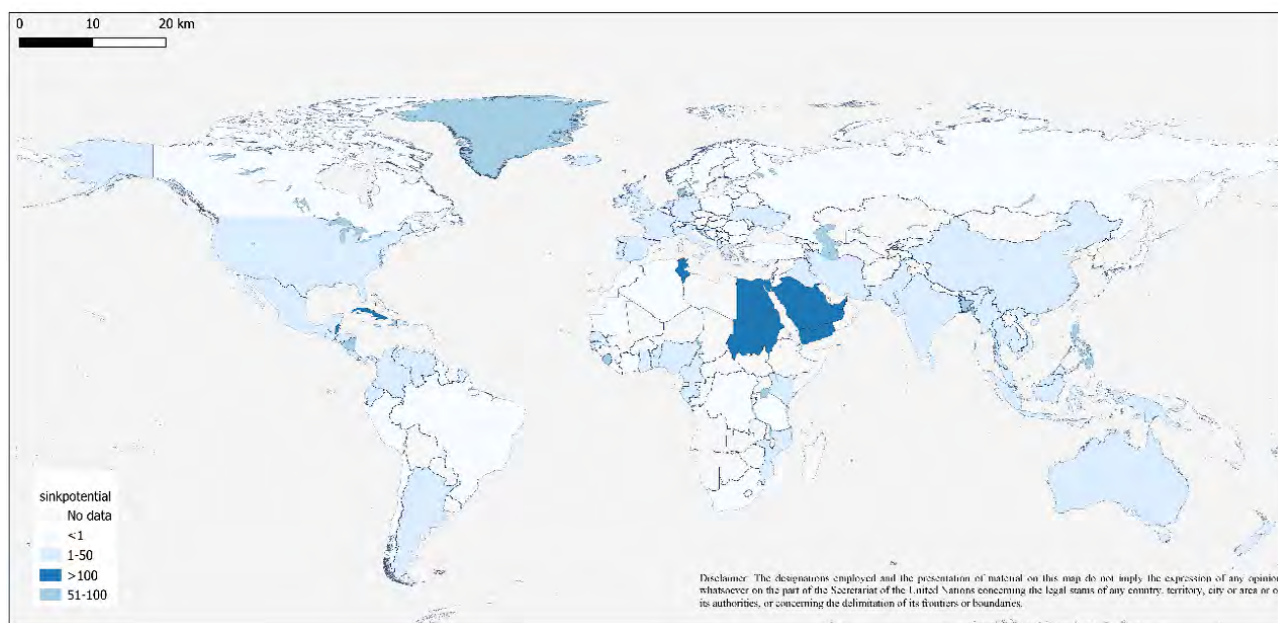 0 10 20 km
sinkpotential
No data
<1
1-50
>100
51-100
Disclaimer: The designations employed and the presentation of material on this map do not imply the expression of any opinion
whatsoever on the part of the Secretariat of the United Nations concerning the legal status of any country, territory, city or area or o
its authorities, or concerning the delimitation of its frontiers or boundaries.